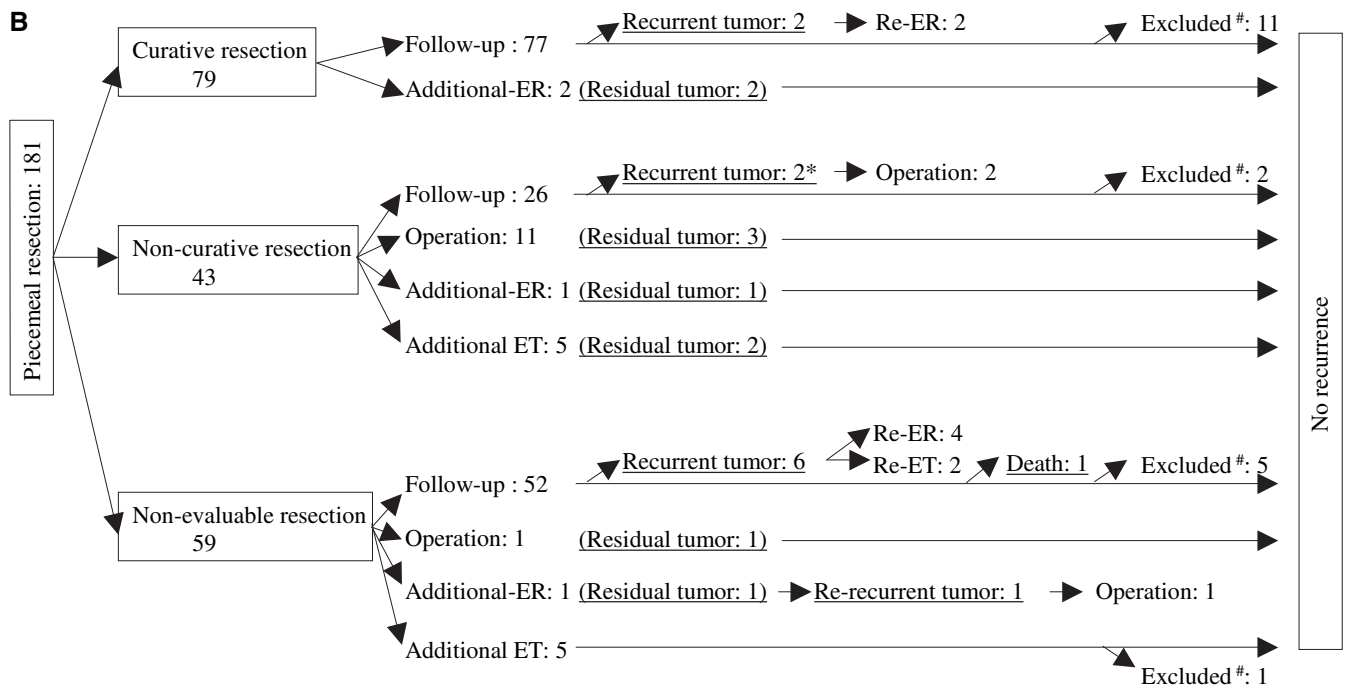 B
Piecemeal resection: 181
Curative resection
79
Follow-up : 77
Recurrent tumor: 2
Re-ER: 2
Excluded #: 11
Additional-ER: 2 (Residual tumor: 2)
Non-curative resection
43
Follow-up : 26
Recurrent tumor: 2*
Operation: 2
Excluded #: 2
Operation: 11 (Residual tumor: 3)
Additional-ER: 1 (Residual tumor: 1)
Additional ET: 5 (Residual tumor: 2)
Non-evaluable resection
59
Follow-up : 52
Recurrent tumor: 6
Re-ER: 4
Re-ET: 2
Death: 1
Excluded #: 5
Operation: 1 (Residual tumor: 1)
Additional-ER: 1 (Residual tumor: 1) Re-recurrent tumor: 1 Operation: 1
Additional ET: 5
Excluded #: 1
No recurrence